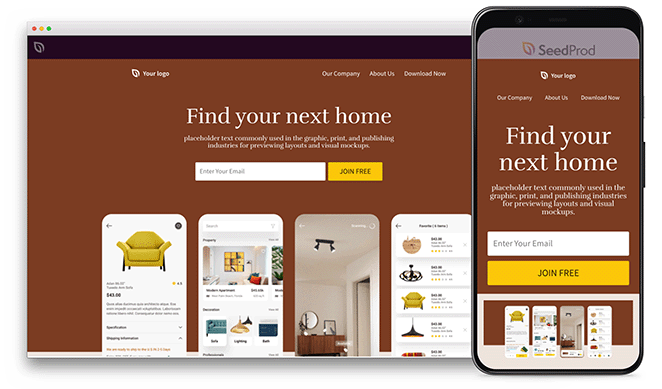 Your logo
Our Company About Us Download Now
Find your next home
placeholder text commonly used in the graphic, print, and publishing
industries for previewing layouts and visual mockups.
Enter Your Email
JOIN FREE
$43.00
Specification
Shipping Information
Search
Property
Modern Apartment
Decoration
Sofa Lighting Bath
Professionals
Scanning...
Favorite ( 6 items )
$43.00
$43.00
$43.00
SeedProd
Your logo
Our Company About Us Download Now
Find your
next home
placeholder text commonly used in the
graphic, print, and publishing industries
for previewing layouts and visual
mockups.
Enter Your Email
JOIN FREE